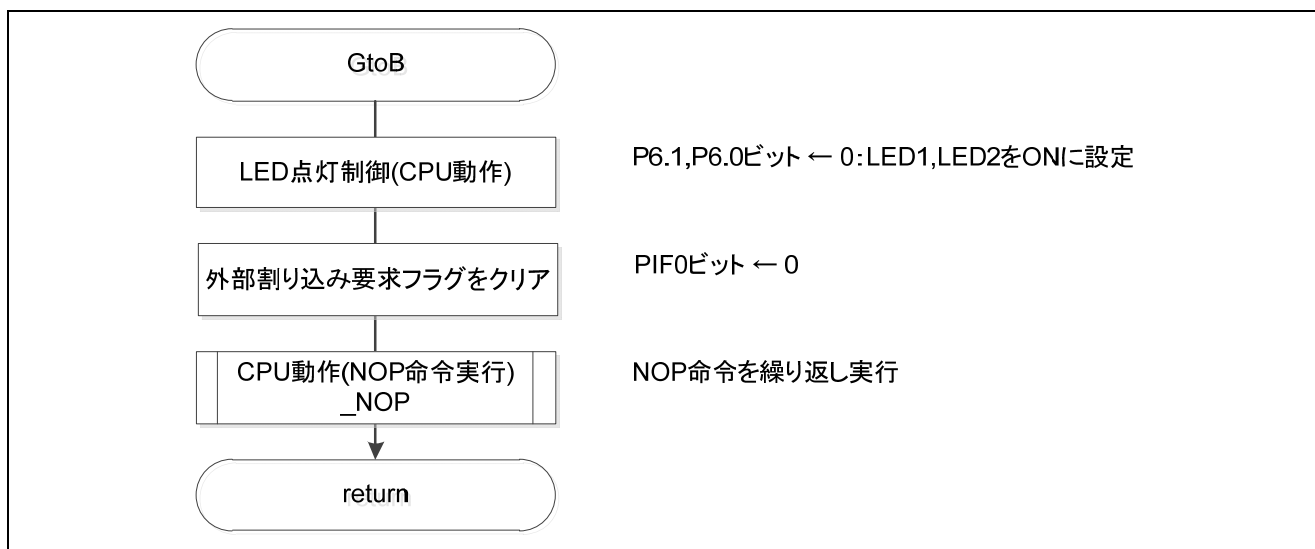 GtoB
LED点灯制御(CPU動作)
P6.1,P6.0ビット ← 0:LED1,LED2をONに設定
外部割り込み要求フラグをクリア
PIF0ビット ← 0
CPU動作(NOP命令実行)
_NOP
NOP命令を繰り返し実行
return